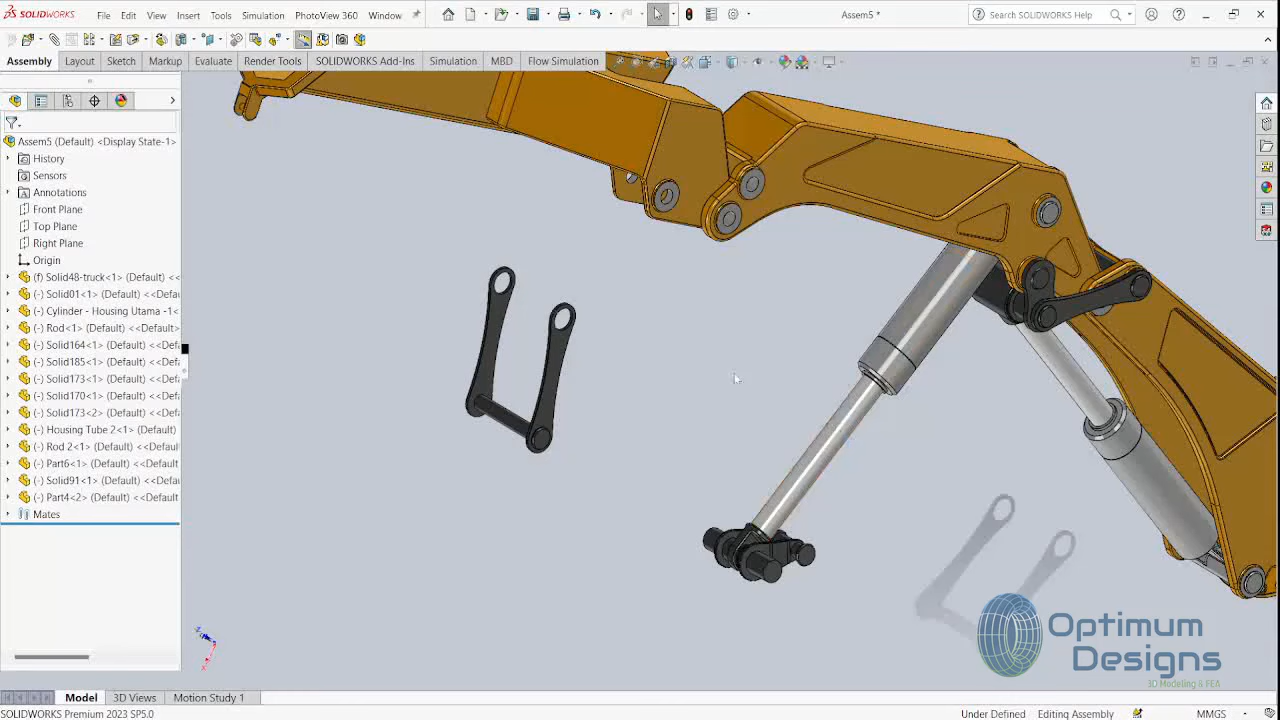 SOLIDWORKS File Edit View Insert Tools Simulation PhotoView 360 Window Assem5 * Search SOLIDWORKS Help
Assembly Layout Sketch Markup Evaluate Render Tools SOLIDWORKS Add-Ins Simulation MBD Flow Simulation
Assem5 (Default) <Display State-1>
History
Sensors
Annotations
Front Plane
Top Plane
Right Plane
Origin
(f) Solid48-truck<1> (Default) <<
(-) Solid01<1> (Default) <<Defau
(-) Cylinder - Housing Utama -1<
(-) Rod<1> (Default) <<Default>
(-) Solid164<1> (Default) <<Def
(-) Solid185<1> (Default) <<Def
(-) Solid173<1> (Default) <<Def
(-) Solid170<1> (Default) <<Def
(-) Solid173<2> (Default) <<Def
(-) Housing Tube 2<1> (Default)
(-) Rod 2<1> (Default) <<Defau
(-) Part6<1> (Default) <<Default
(-) Solid91<1> (Default) <<Defau
(-) Part4<2> (Default) <<Default
Mates
Optimum
Designs
3D Modeling & FEA
Model 3D Views Motion Study 1
SOLIDWORKS Premium 2023 SP5.0 Under Defined Editing Assembly MMGS